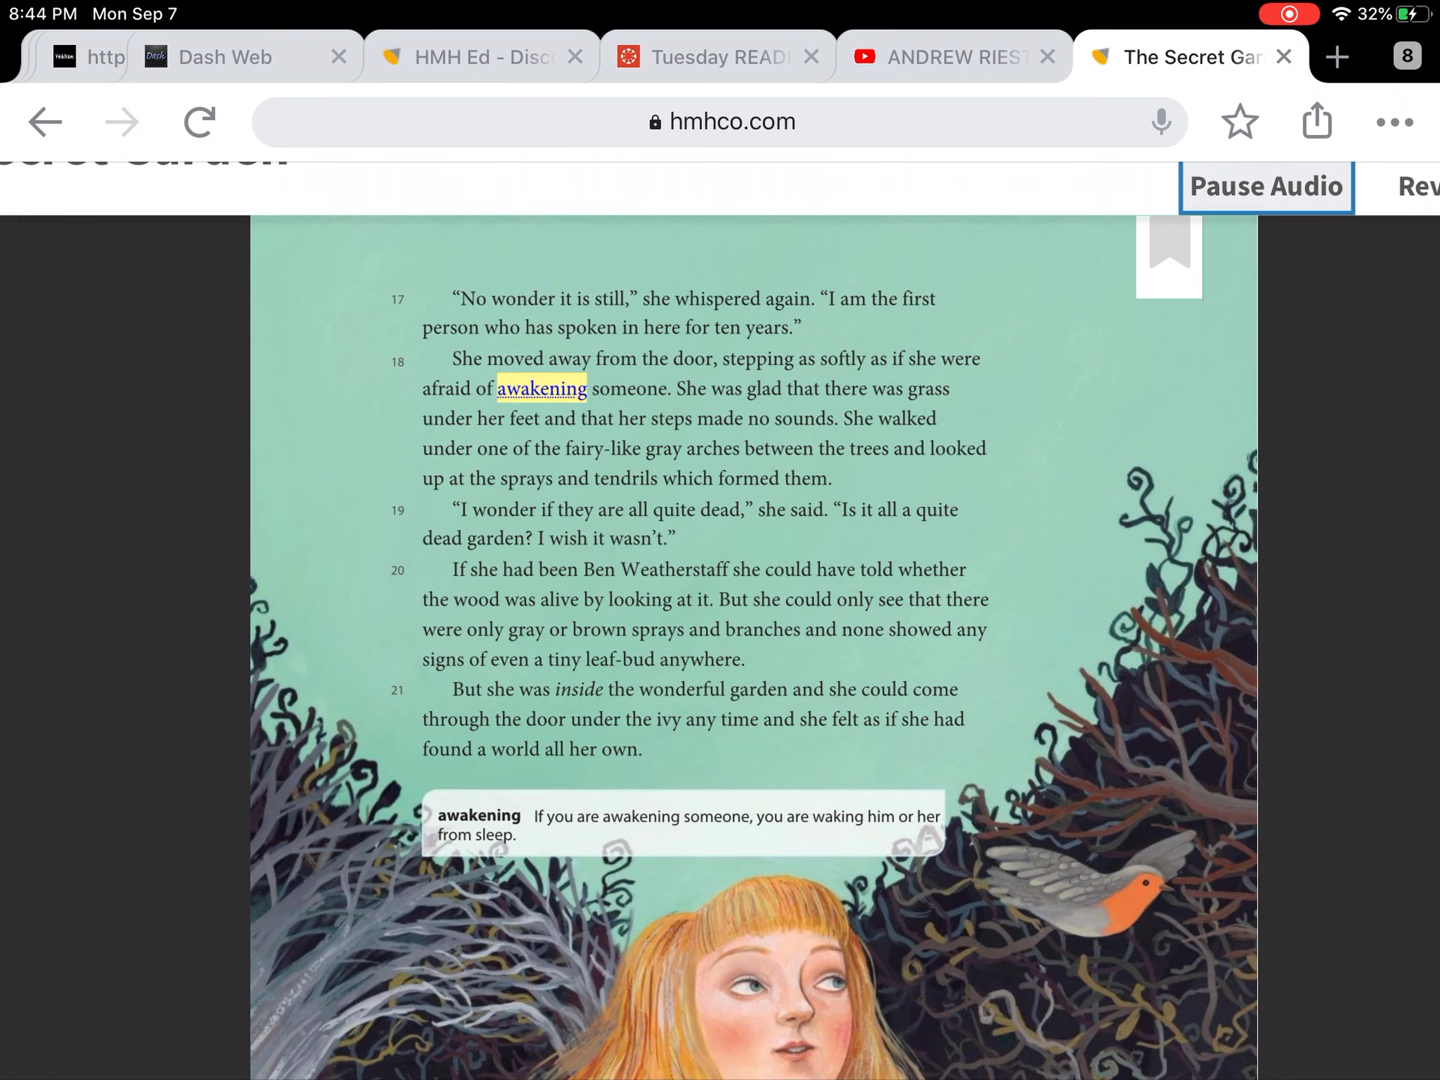 8:44 PM Mon Sep 7
32%
http
Dash Web
HMH Ed - Disc
Tuesday READI
ANDREW RIEST
The Secret Gar
8
hmhco.com
Pause Audio
Rev
17 “No wonder it is still,” she whispered again. “I am the first
person who has spoken in here for ten years.”
18 She moved away from the door, stepping as softly as if she were
afraid of awakening someone. She was glad that there was grass
under her feet and that her steps made no sounds. She walked
under one of the fairy-like gray arches between the trees and looked
up at the sprays and tendrils which formed them.
19 “I wonder if they are all quite dead,” she said. “Is it all a quite
dead garden? I wish it wasn’t.”
20 If she had been Ben Weatherstaff she could have told whether
the wood was alive by looking at it. But she could only see that there
were only gray or brown sprays and branches and none showed any
signs of even a tiny leaf-bud anywhere.
21 But she was inside the wonderful garden and she could come
through the door under the ivy any time and she felt as if she had
found a world all her own.
awakening If you are awakening someone, you are waking him or her
from sleep.